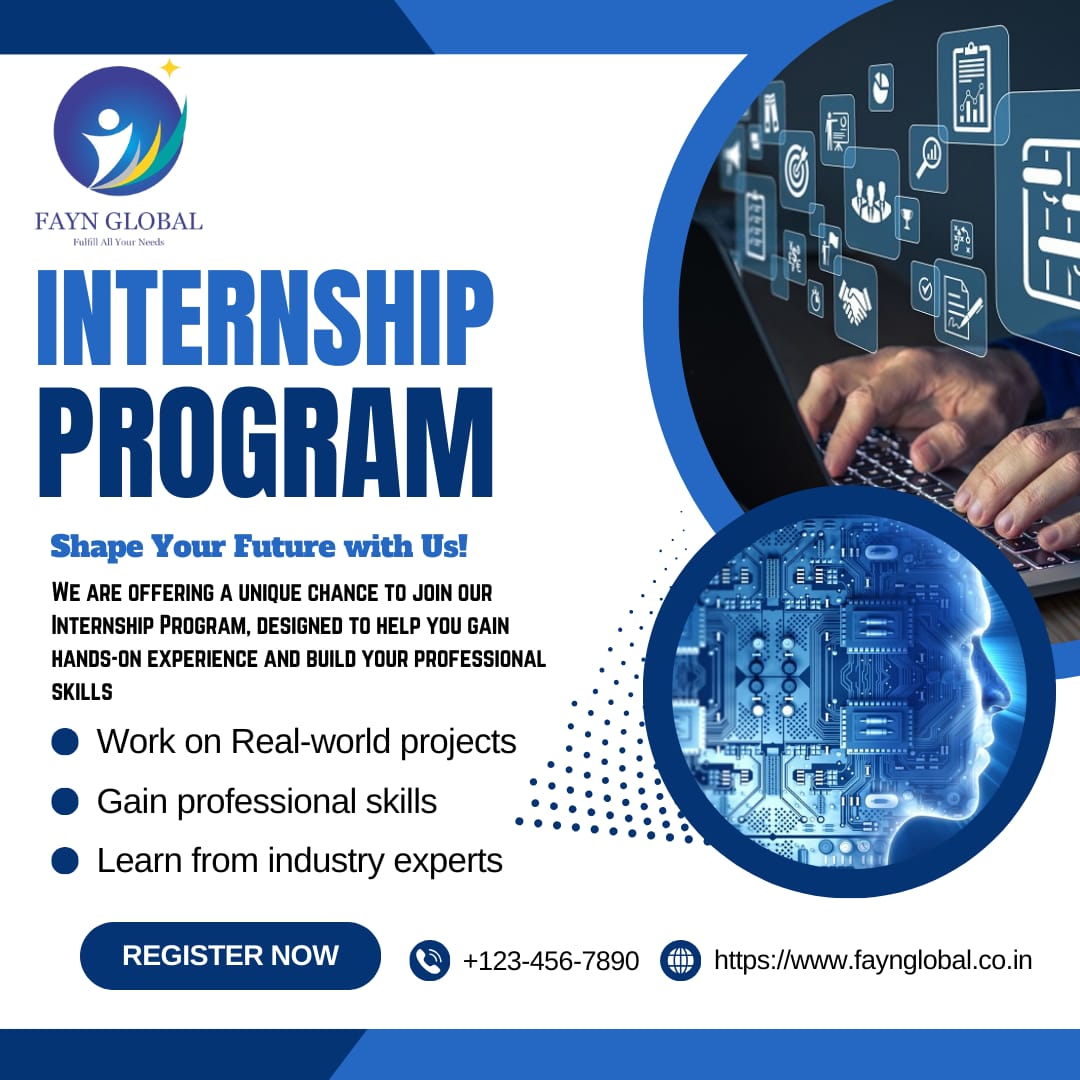 FAYN GLOBAL
Fulfill All Your Needs
INTERNSHIP
PROGRAM
Shape Your Future with Us!
We are offering a unique chance to join our
Internship Program, designed to help you gain
hands-on experience and build your professional
skills
Work on Real-world projects
Gain professional skills
Learn from industry experts
REGISTER NOW
+123-456-7890
https://www.faynglobal.co.in